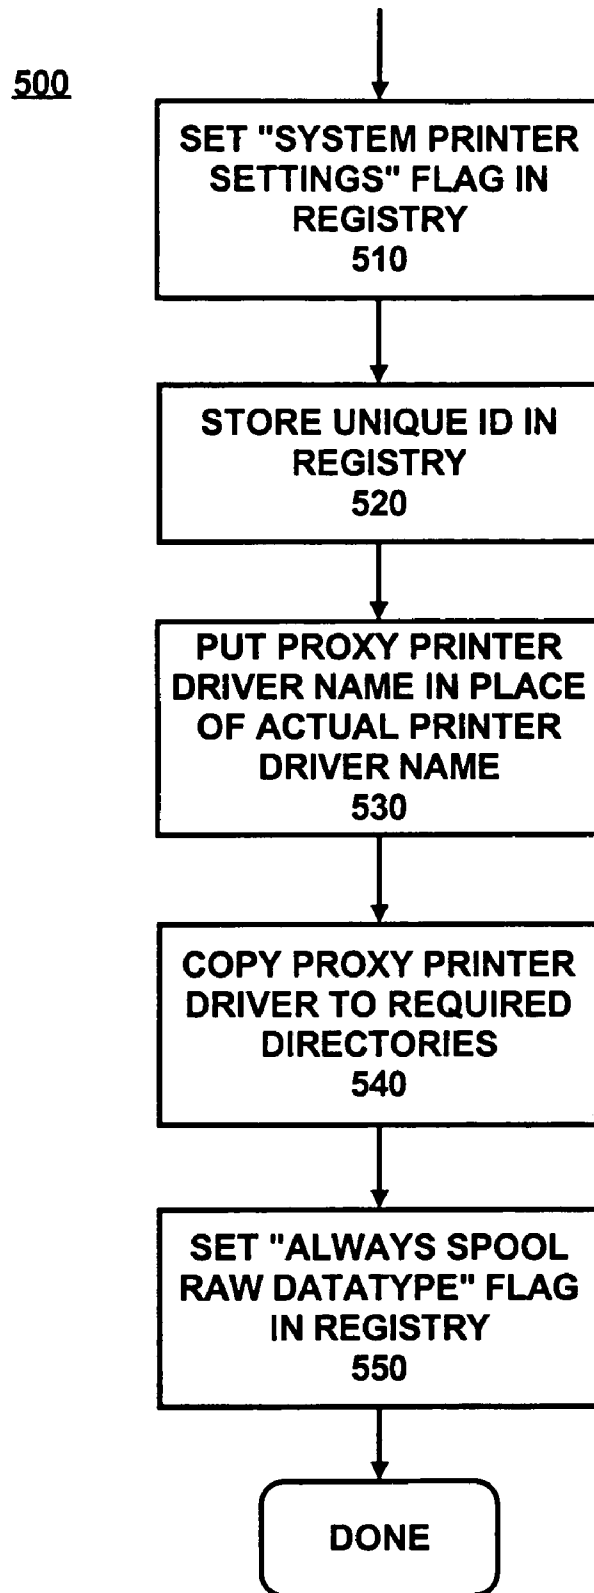 500
SET "SYSTEM PRINTER
SETTINGS" FLAG IN
REGISTRY
510
STORE UNIQUE ID IN
REGISTRY
520
PUT PROXY PRINTER
DRIVER NAME IN PLACE
OF ACTUAL PRINTER
DRIVER NAME
530
COPY PROXY PRINTER
DRIVER TO REQUIRED
DIRECTORIES
540
SET "ALWAYS SPOOL
RAW DATATYPE" FLAG
IN REGISTRY
550
DONE